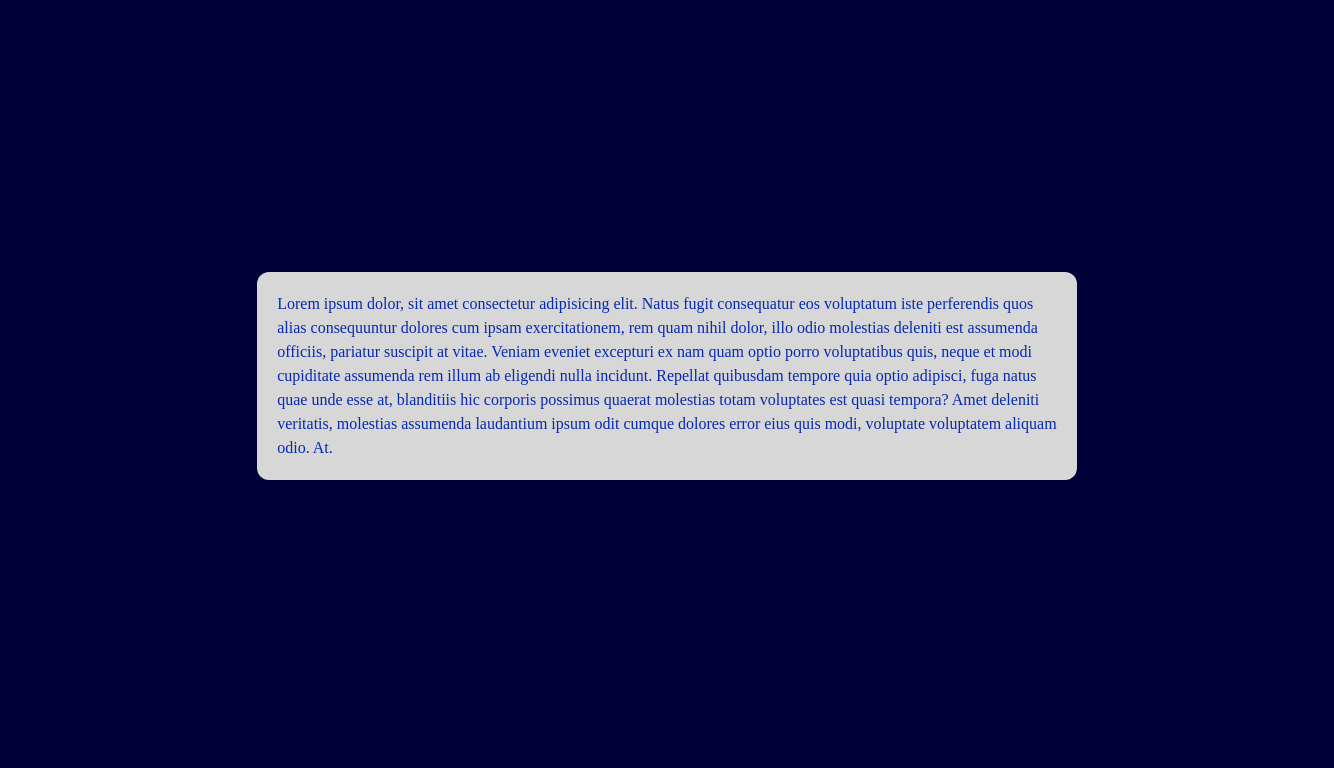 Lorem ipsum dolor, sit amet consectetur adipisicing elit. Natus fugit consequatur eos voluptatum iste perferendis quos
alias consequuntur dolores cum ipsam exercitationem, rem quam nihil dolor, illo odio molestias deleniti est assumenda
officiis, pariatur suscipit at vitae. Veniam eveniet excepturi ex nam quam optio porro voluptatibus quis, neque et modi
cupiditate assumenda rem illum ab eligendi nulla incidunt. Repellat quibusdam tempore quia optio adipisci, fuga natus
quae unde esse at, blanditiis hic corporis possimus quaerat molestias totam voluptates est quasi tempora? Amet deleniti
veritatis, molestias assumenda laudantium ipsum odit cumque dolores error eius quis modi, voluptate voluptatem aliquam
odio. At.